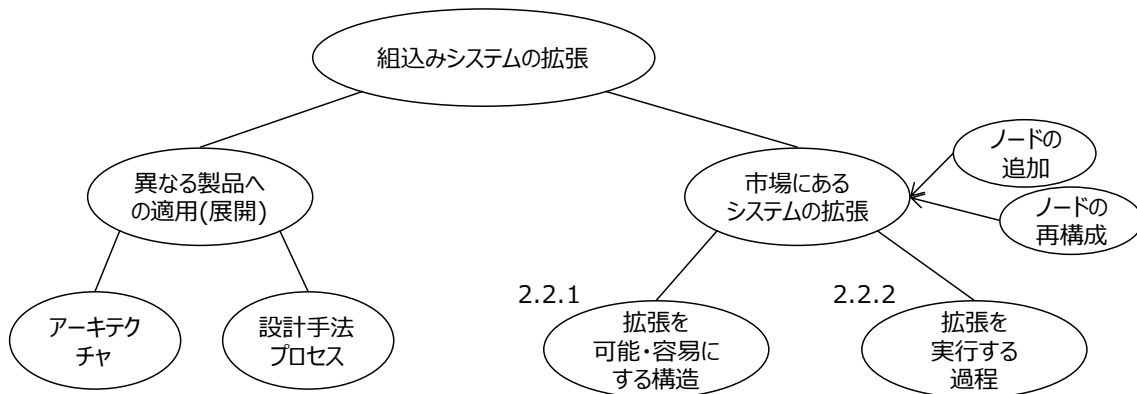 組込みシステムの拡張
異なる製品へ
の適用(展開)
市場にある
システムの拡張
ノードの
追加
ノードの
再構成
アーキテク
チャ
設計手法
プロセス
2.2.1
拡張を
可能・容易に
する構造
2.2.2
拡張を
実行する
過程